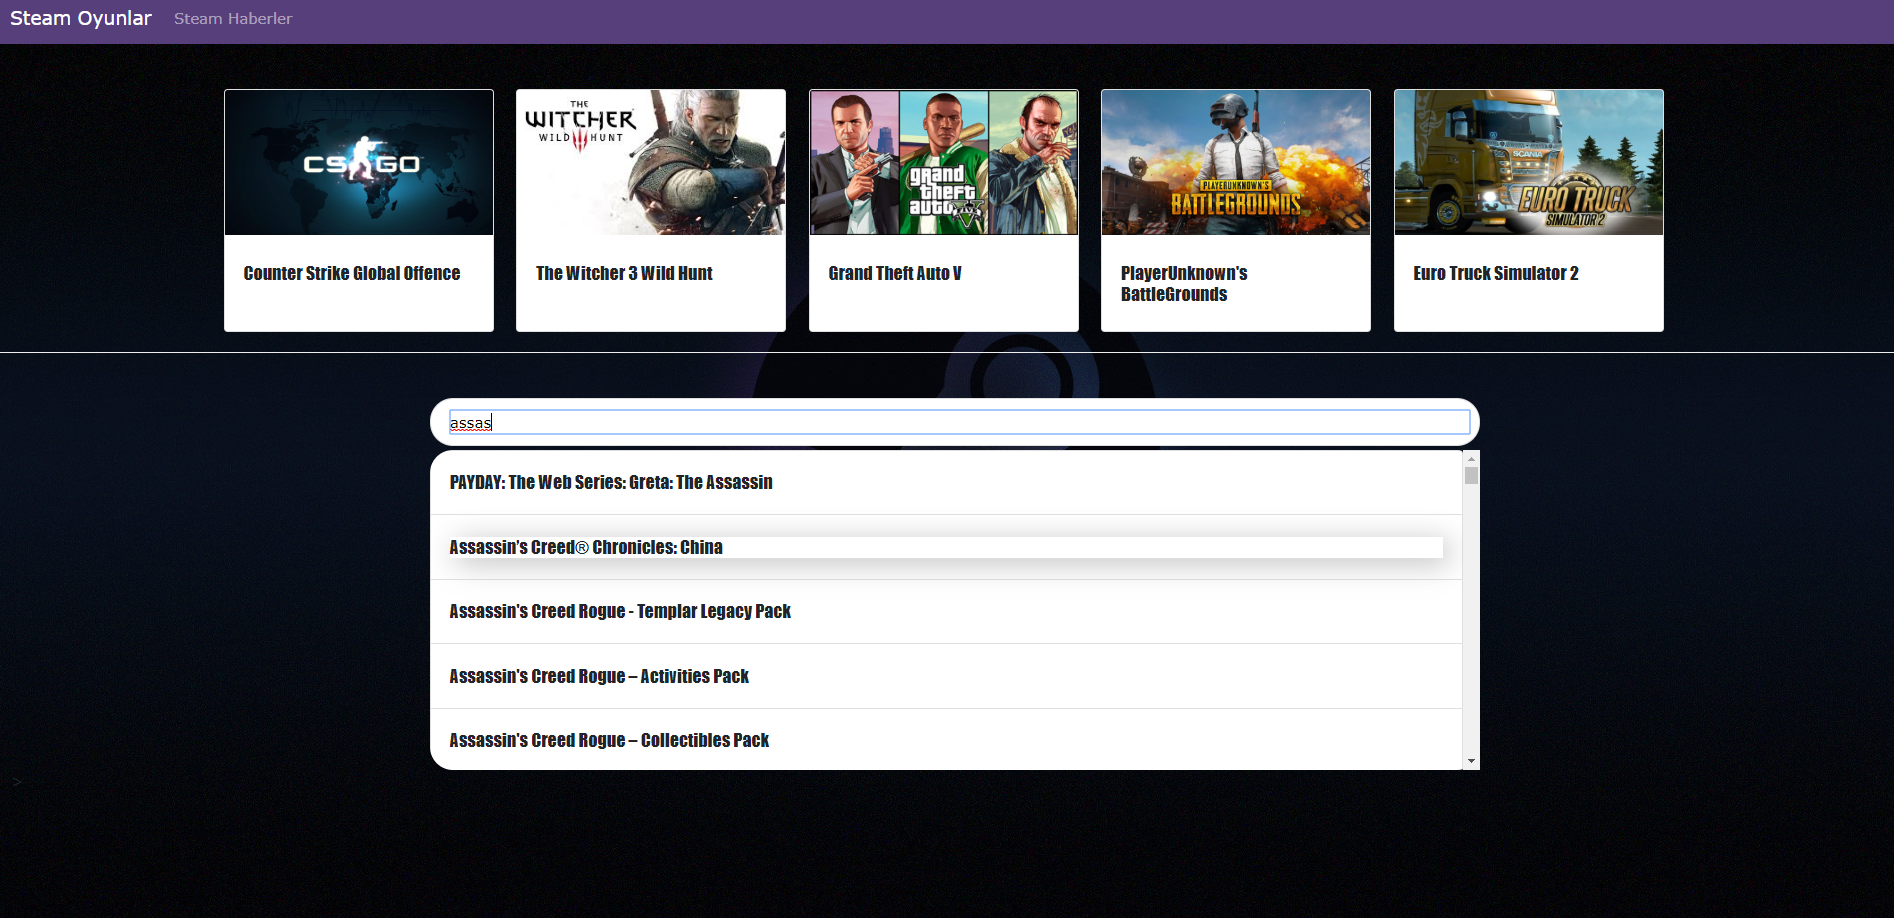 Steam Oyunlar Steam Haberler
CS GO
THE
WITCHER
WILD HUNT
grand
theft
auto
V
PLAYERUNKNOWN'S
BATTLEGROUNDS
SCANIA
EURO TRUCK
SIMULATOR 2
Counter Strike Global Offence
The Witcher 3 Wild Hunt
Grand Theft Auto V
PlayerUnknown's
BattleGrounds
Euro Truck Simulator 2
assas
PAYDAY: The Web Series: Greta: The Assassin
Assassin's Creed® Chronicles: China
Assassin's Creed Rogue - Templar Legacy Pack
Assassin's Creed Rogue – Activities Pack
Assassin's Creed Rogue – Collectibles Pack
>